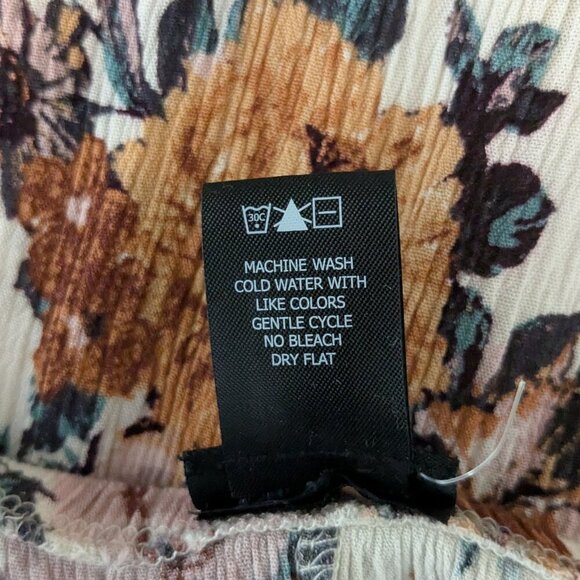 30C
MACHINE WASH
COLD WATER WITH
LIKE COLORS
GENTLE CYCLE
NO BLEACH
DRY FLAT